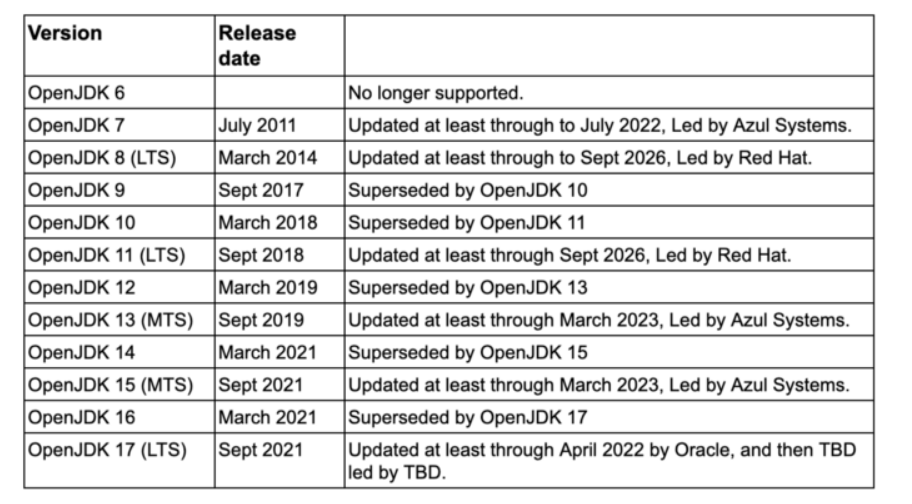 Version Release date
OpenJDK 6 No longer supported.
OpenJDK 7 July 2011 Updated at least through to July 2022, Led by Azul Systems.
OpenJDK 8 (LTS) March 2014 Updated at least through to Sept 2026, Led by Red Hat.
OpenJDK 9 Sept 2017 Superseded by OpenJDK 10
OpenJDK 10 March 2018 Superseded by OpenJDK 11
OpenJDK 11 (LTS) Sept 2018 Updated at least through Sept 2026, Led by Red Hat.
OpenJDK 12 March 2019 Superseded by OpenJDK 13
OpenJDK 13 (MTS) Sept 2019 Updated at least through March 2023, Led by Azul Systems.
OpenJDK 14 March 2021 Superseded by OpenJDK 15
OpenJDK 15 (MTS) Sept 2021 Updated at least through March 2023, Led by Azul Systems.
OpenJDK 16 March 2021 Superseded by OpenJDK 17
OpenJDK 17 (LTS) Sept 2021 Updated at least through April 2022 by Oracle, and then TBD
led by TBD.